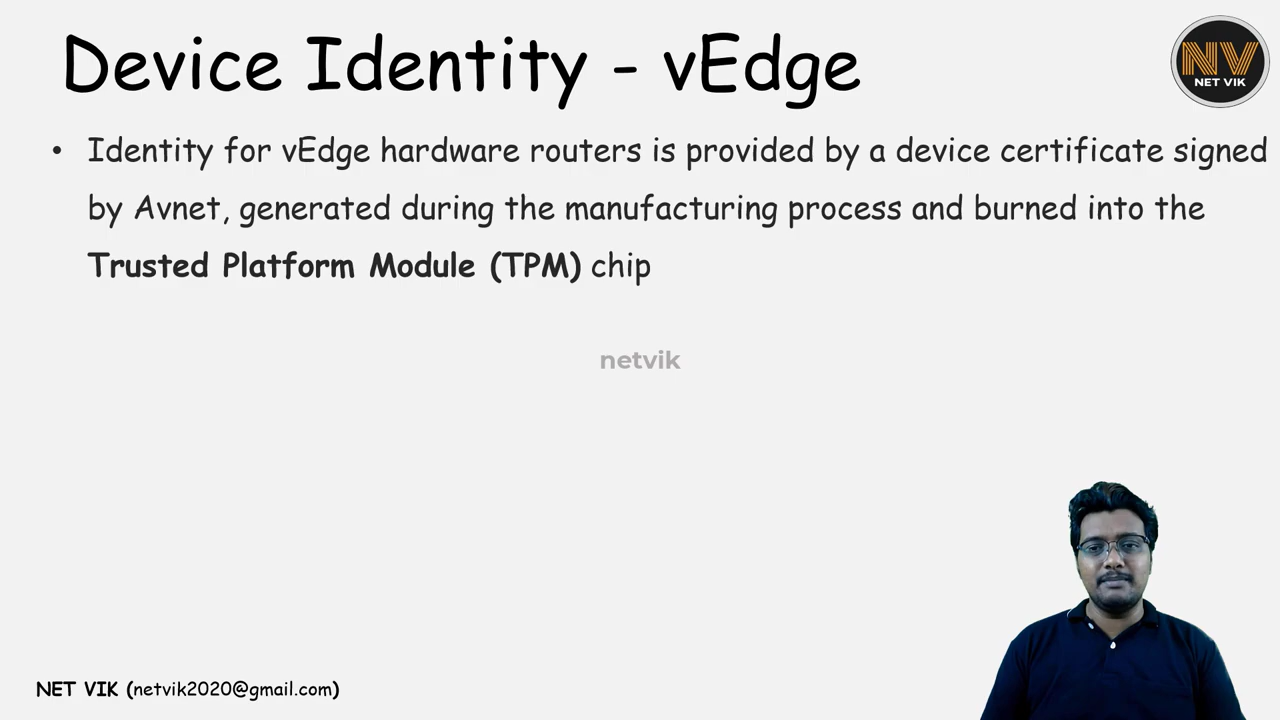 Device Identity - vEdge
NV
NET VIK
• Identity for vEdge hardware routers is provided by a device certificate signed
by Avnet, generated during the manufacturing process and burned into the
Trusted Platform Module (TPM) chip
netvik
NET VIK (netvik2020@gmail.com)